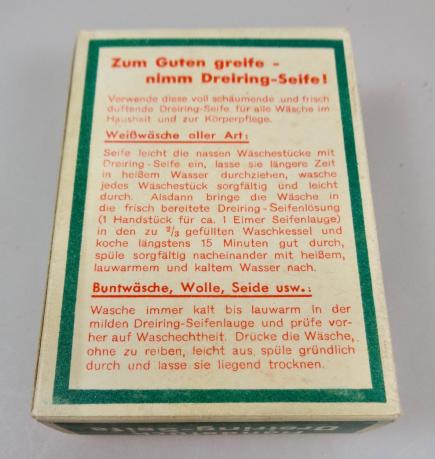 Zum Guten greife -
nimm Dreiring-Seife!
Verwende diese voll schäumende und frisch
duftende Dreiring-Seife für alle Wäsche im
Haushalt und zur Körperpflege.
Weißwäsche aller Art:
Seife leicht die nassen Wäschestücke mit
Dreiring-Seife ein, lasse sie längere Zeit
in heißem Wasser durchziehen, wasche
jedes Wäschestück sorgfältig und leicht
durch. Alsdann bringe die Wäsche in
die frisch bereitete Dreiring-Seifenlösung
(1 Handstück für ca. 1 Eimer Seifenlauge)
in den zu 2/3 gefüllten Waschkessel und
koche längstens 15 Minuten gut durch,
spüle sorgfältig nacheinander mit heißem,
lauwarmem und kaltem Wasser nach.
Buntwäsche, Wolle, Seide usw.:
Wasche immer kalt bis lauwarm in der
milden Dreiring-Seifenlauge und prüfe vor-
her auf Waschechtheit. Drücke die Wäsche,
ohne zu reiben, leicht aus, spüle gründlich
durch und lasse sie liegend trocknen.
Dreiring-Seife